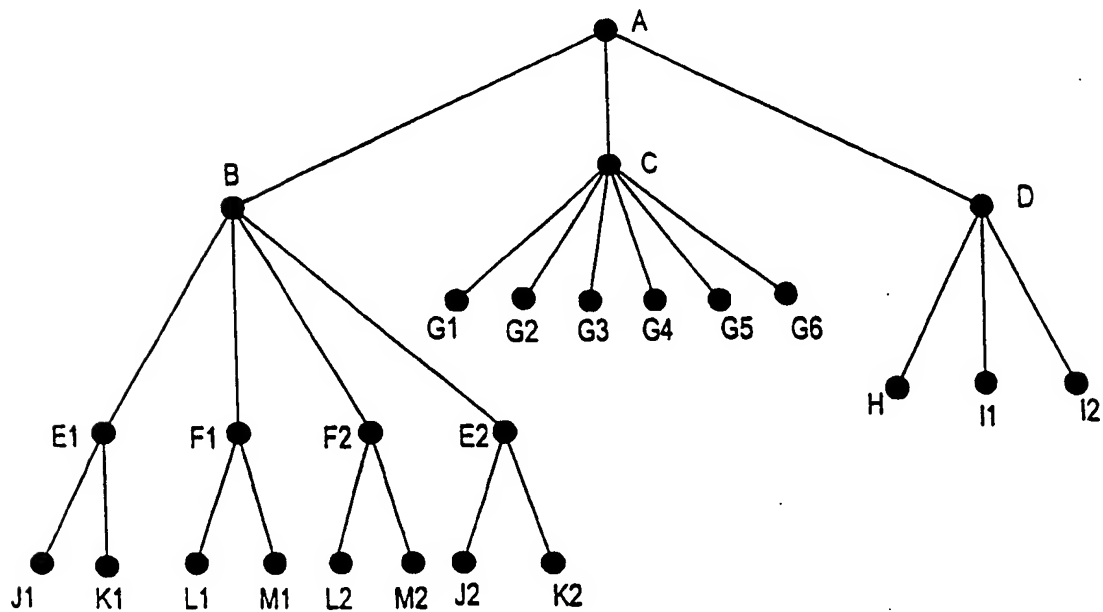 A
B
C
D
G1 G2 G3 G4 G5 G6
H I1 I2
E1 F1 F2 E2
J1 K1 L1 M1 L2 M2 J2 K2